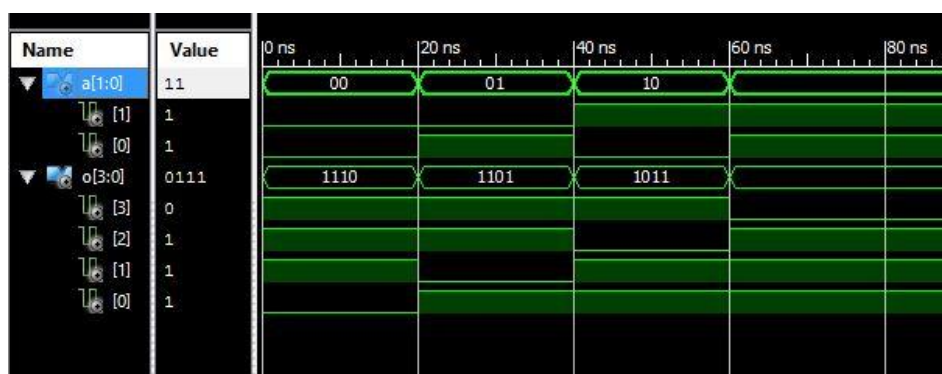 Name Value 0 ns 20 ns 40 ns 60 ns 80 ns
a[1:0] 11 00 01 10
[1] 1
[0] 1
o[3:0] 0111 1110 1101 1011
[3] 0
[2] 1
[1] 1
[0] 1